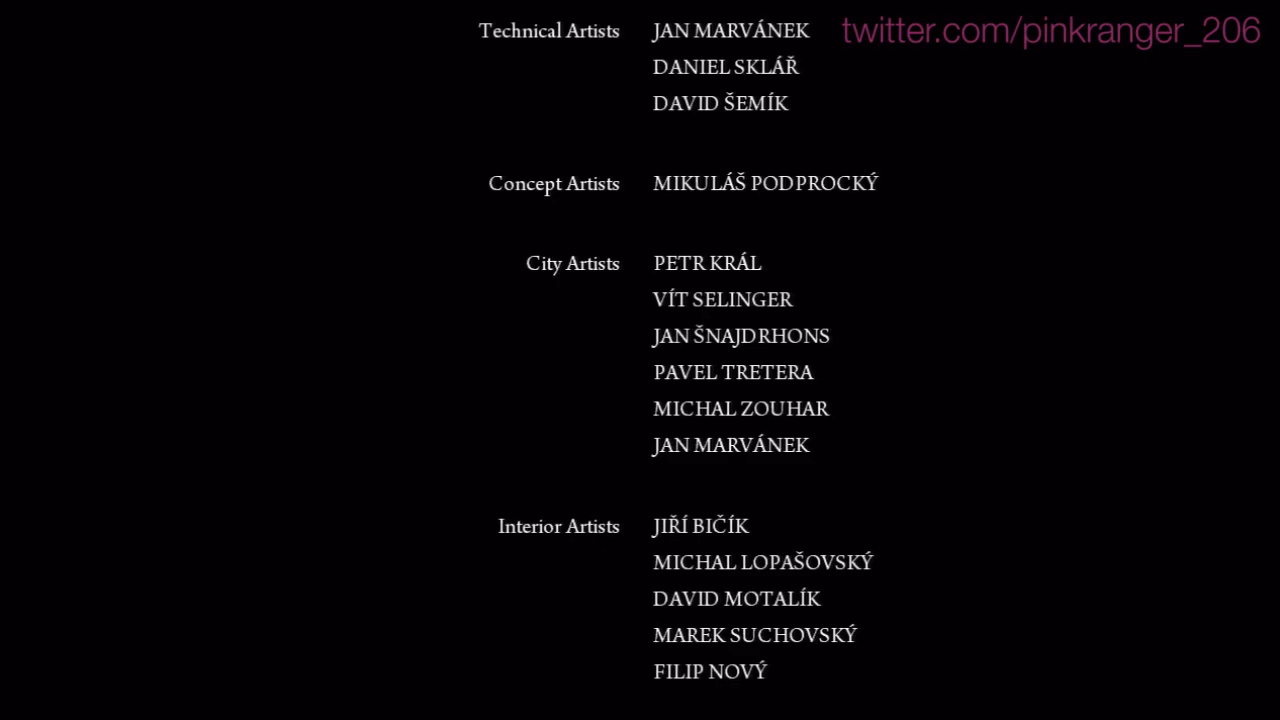 Technical Artists JAN MARVÁNEK twitter.com/pinkranger_206
DANIEL SKLÁŘ
DAVID ŠEMÍK
Concept Artists MIKULÁŠ PODPROCKÝ
City Artists PETR KRÁL
VÍT SELINGER
JAN ŠNAJDRHONS
PAVEL TRETERA
MICHAL ZOUHAR
JAN MARVÁNEK
Interior Artists JIŘÍ BIČÍK
MICHAL LOPAŠOVSKÝ
DAVID MOTALÍK
MAREK SUCHOVSKÝ
FILIP NOVÝ